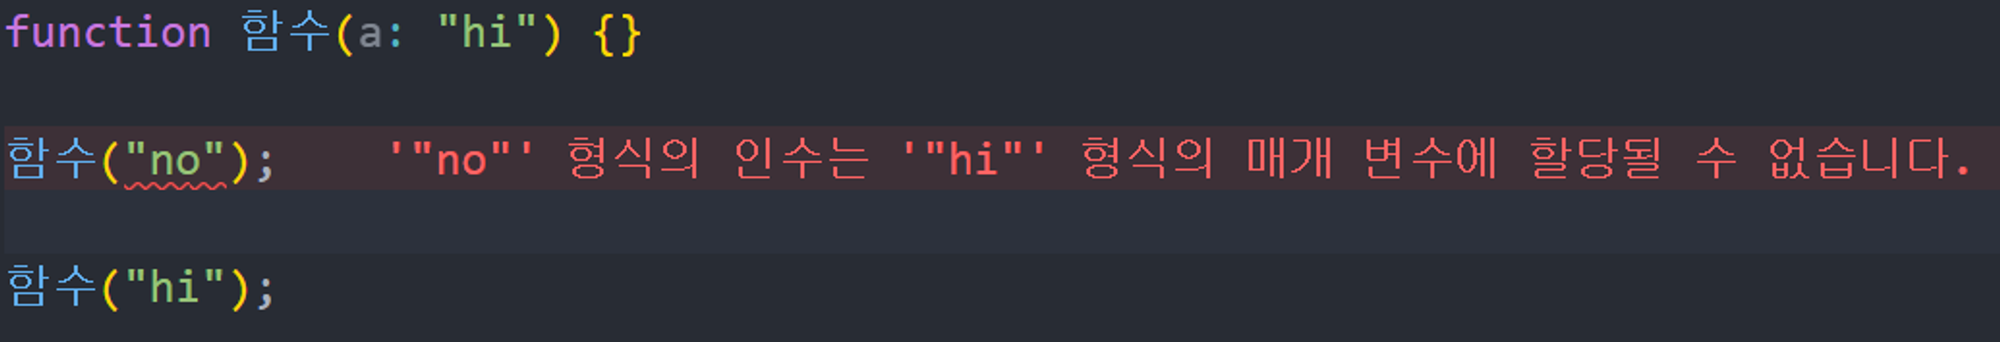 function 함수(a: "hi") {}
함수("no"); '"no"' 형식의 인수는 '"hi"' 형식의 매개 변수에 할당될 수 없습니다.
함수("hi");